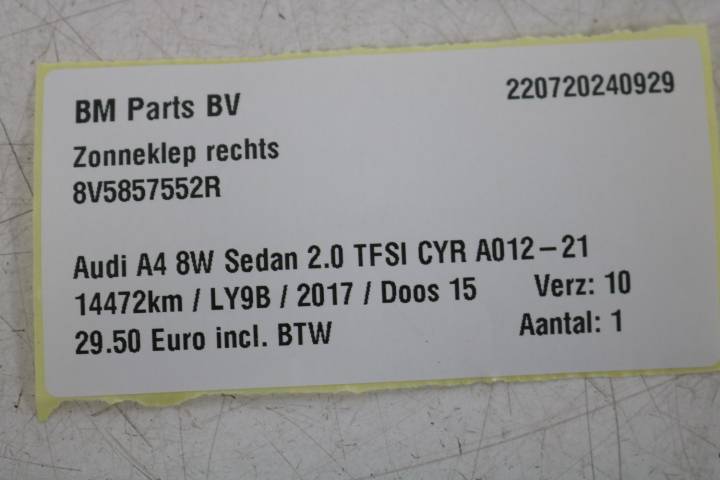 BM Parts BV 220720240929
Zonneklep rechts
8V5857552R
Audi A4 8W Sedan 2.0 TFSI CYR A012-21
14472km / LY9B / 2017 / Doos 15 Verz: 10
29.50 Euro incl. BTW Aantal: 1